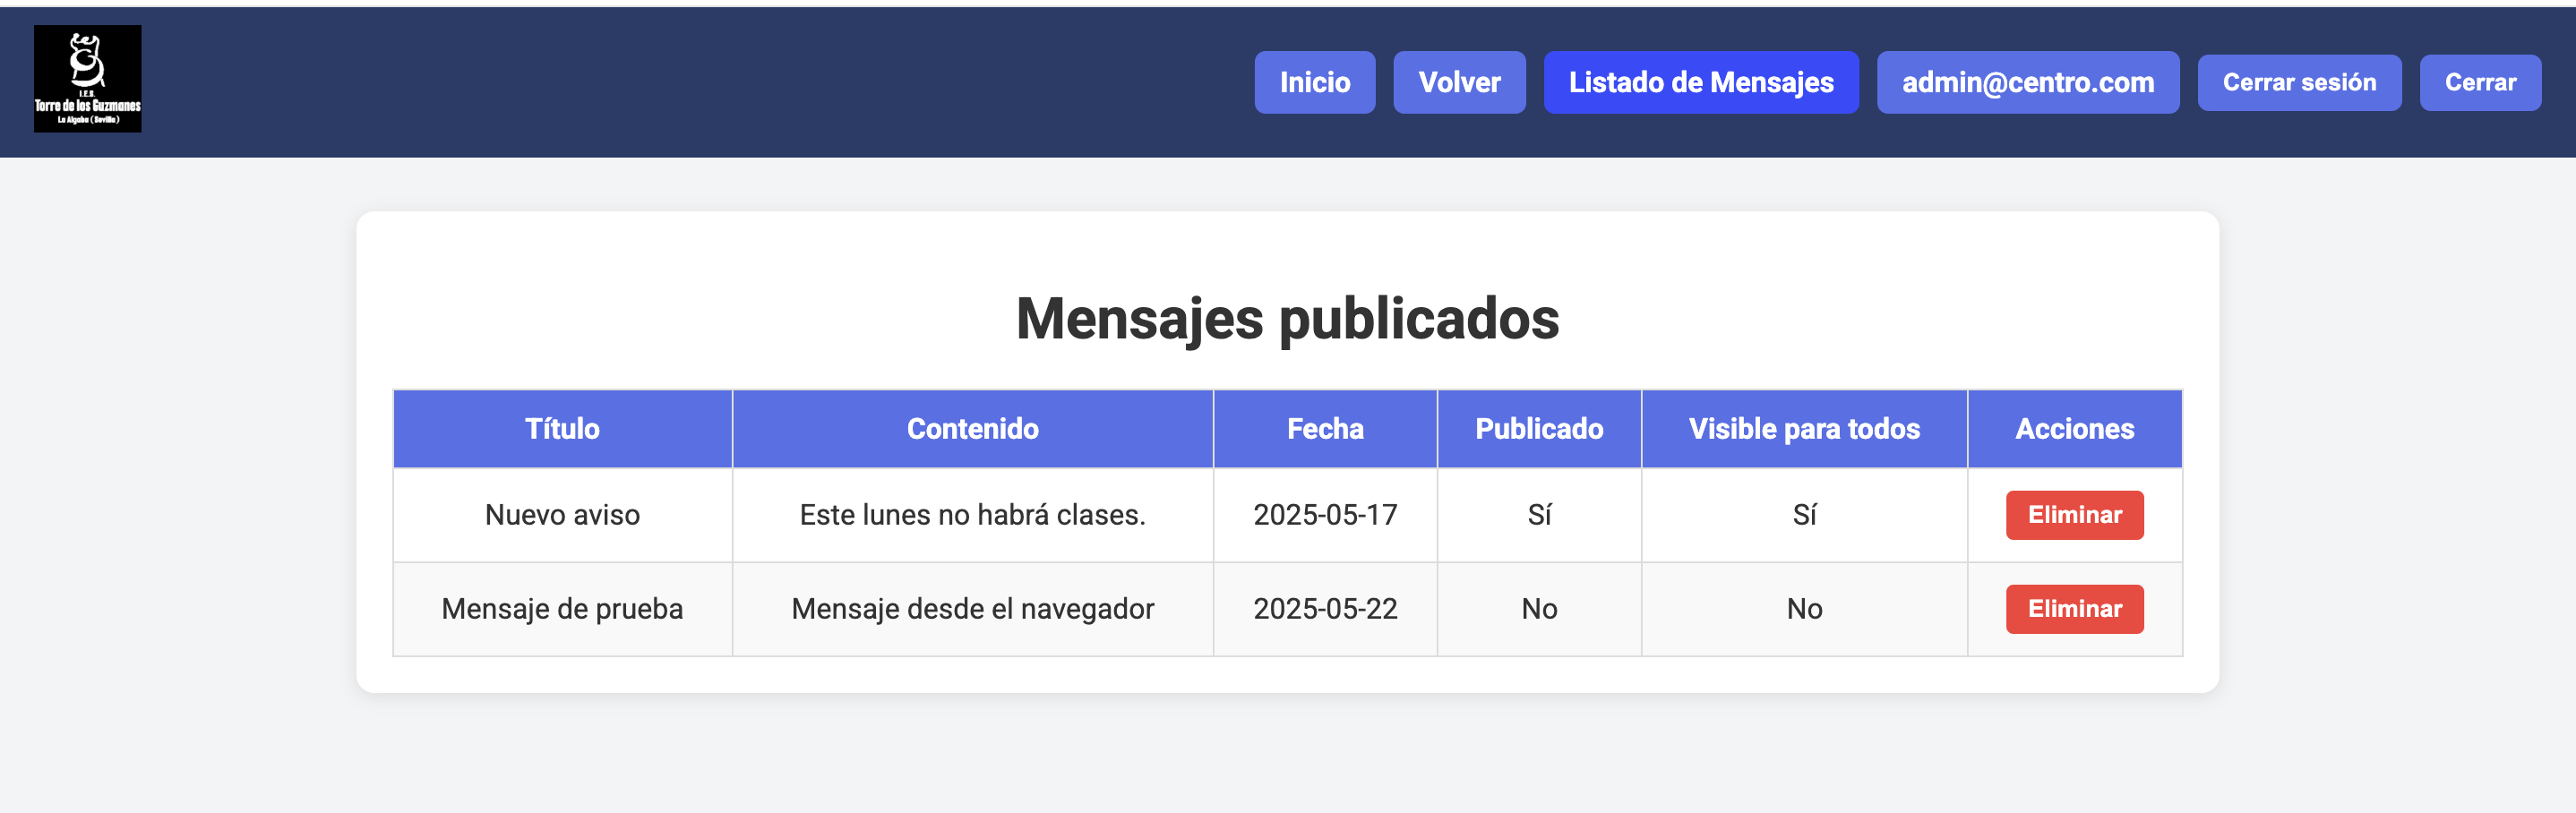 I.E.S.
Torre de los Guzmanes
La Algaba (Sevilla)
Inicio Volver Listado de Mensajes admin@centro.com Cerrar sesión Cerrar
Mensajes publicados
Título Contenido Fecha Publicado Visible para todos Acciones
Nuevo aviso Este lunes no habrá clases. 2025-05-17 Sí Sí Eliminar
Mensaje de prueba Mensaje desde el navegador 2025-05-22 No No Eliminar